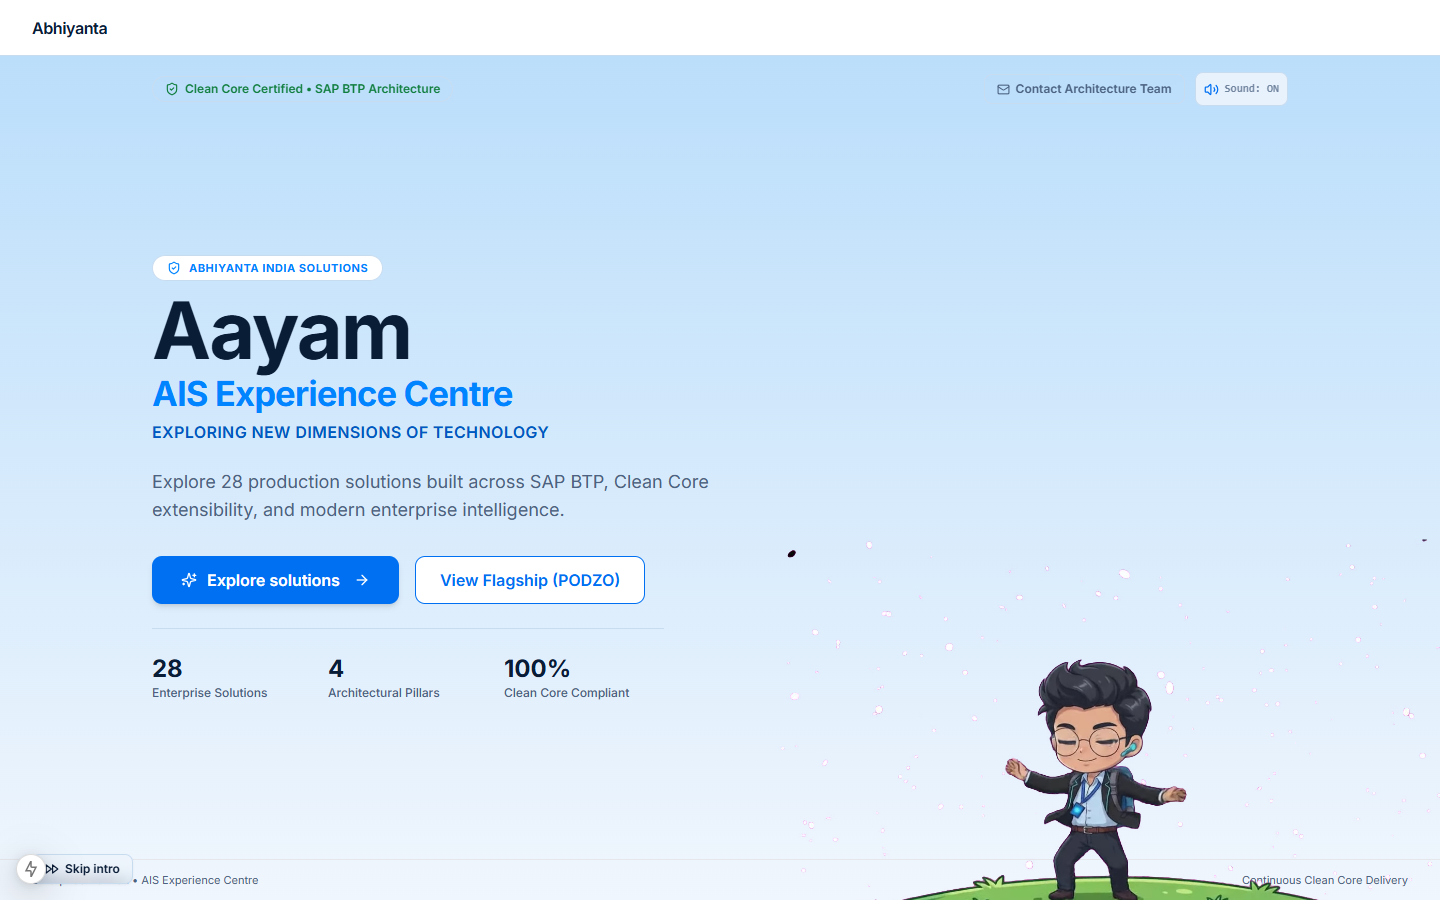 Abhiyanta
Clean Core Certified • SAP BTP Architecture
Contact Architecture Team
Sound: ON
ABHIYANTA INDIA SOLUTIONS
Aayam
AIS Experience Centre
EXPLORING NEW DIMENSIONS OF TECHNOLOGY
Explore 28 production solutions built across SAP BTP, Clean Core
extensibility, and modern enterprise intelligence.
Explore solutions
View Flagship (PODZO)
28
Enterprise Solutions
4
Architectural Pillars
100%
Clean Core Compliant
Skip intro
• AIS Experience Centre
Continuous Clean Core Delivery